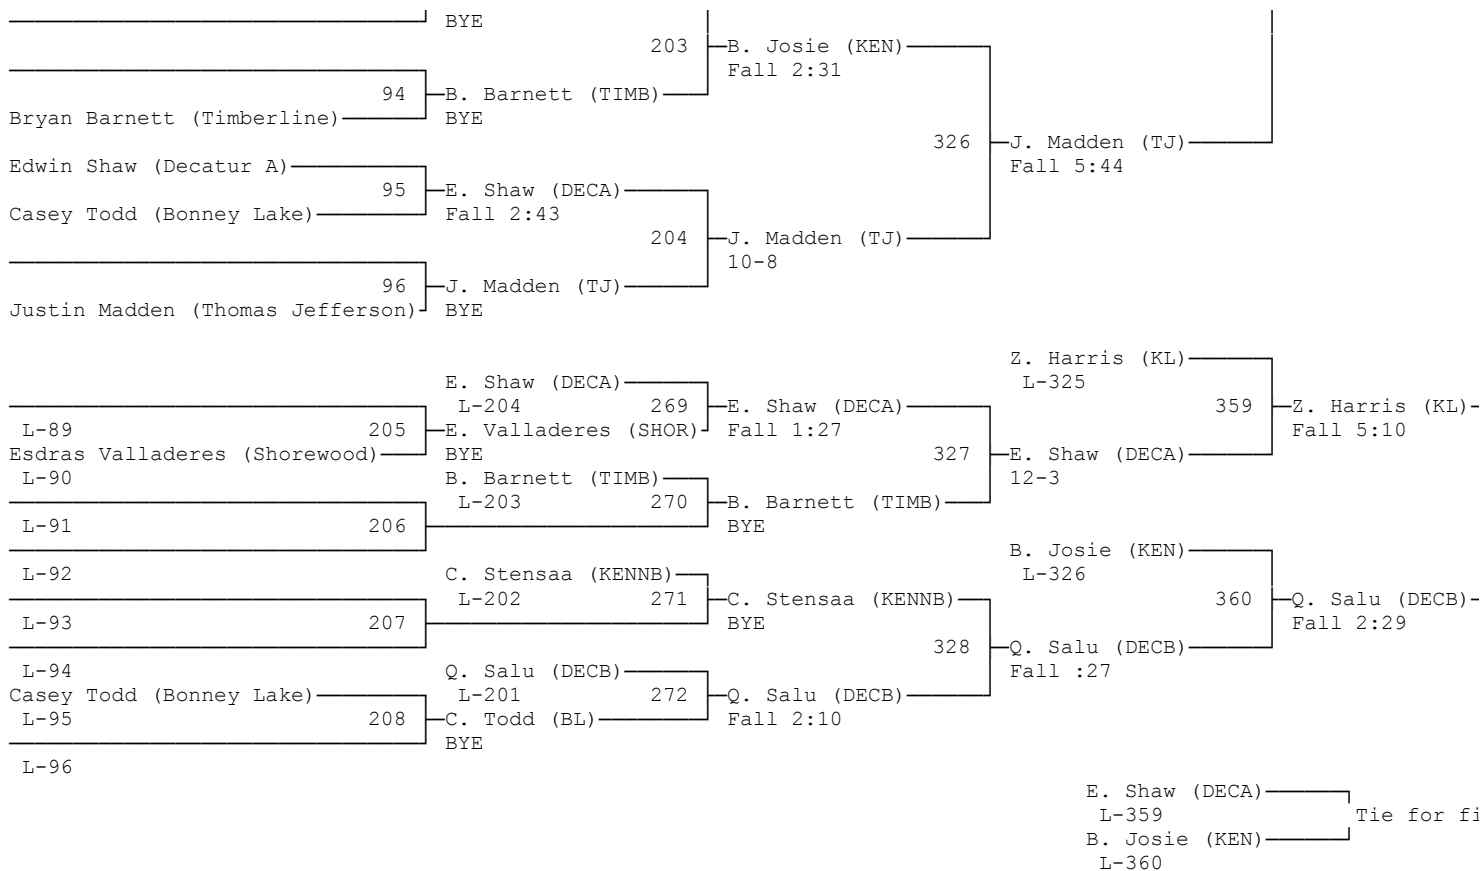 BYE
203 B. Josie (KEN)
Fall 2:31
94 B. Barnett (TIMB)
Bryan Barnett (Timberline) BYE
326 J. Madden (TJ)
Edwin Shaw (Decatur A) Fall 5:44
95 E. Shaw (DECA)
Casey Todd (Bonney Lake) Fall 2:43
204 J. Madden (TJ)
10-8
96 J. Madden (TJ)
Justin Madden (Thomas Jefferson) BYE
Z. Harris (KL)
E. Shaw (DECA) L-325
L-204 269 E. Shaw (DECA) 359 Z. Harris (KL)
L-89 205 E. Valladeres (SHOR) Fall 1:27 Fall 5:10
Esdras Valladeres (Shorewood) BYE 327 E. Shaw (DECA)
L-90 B. Barnett (TIMB) 12-3
L-203 270 B. Barnett (TIMB)
L-91 206 BYE
B. Josie (KEN)
L-92 C. Stensaa (KENNB) L-326
L-202 271 C. Stensaa (KENNB) 360 Q. Salu (DECB)
L-93 207 BYE Fall 2:29
328 Q. Salu (DECB)
L-94 Q. Salu (DECB) Fall :27
Casey Todd (Bonney Lake) L-201 272 Q. Salu (DECB)
L-95 208 C. Todd (BL) Fall 2:10
BYE
L-96
E. Shaw (DECA)
L-359 Tie for fi
B. Josie (KEN)
L-360